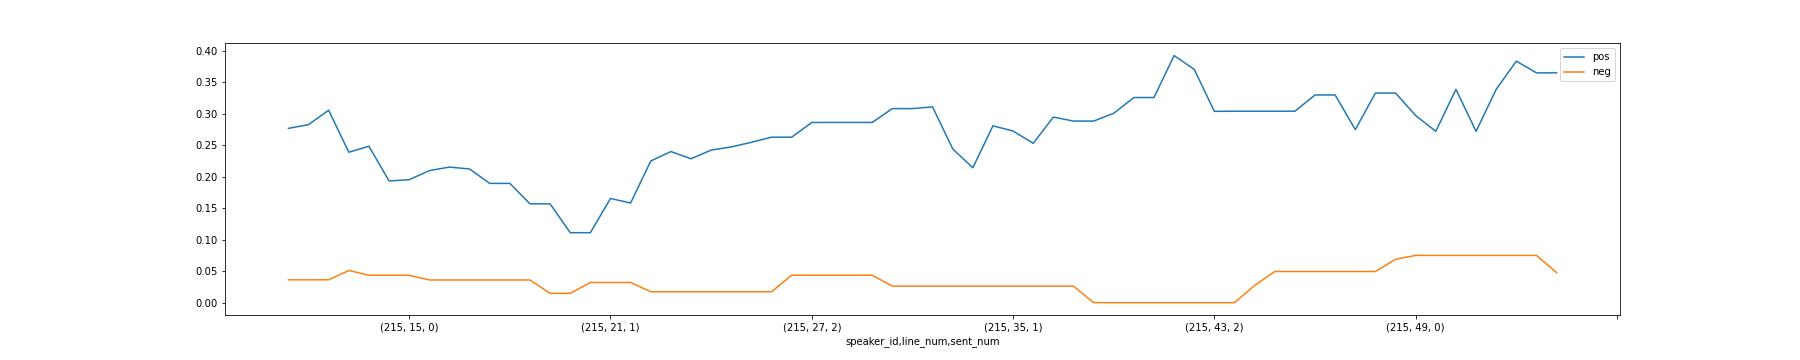 0.40
0.35
0.30
0.25
0.20
0.15
0.10
0.05
0.00
pos
neg
(215, 15, 0) (215, 21, 1) (215, 27, 2) (215, 35, 1) (215, 43, 2) (215, 49, 0)
speaker_id,line_num,sent_num